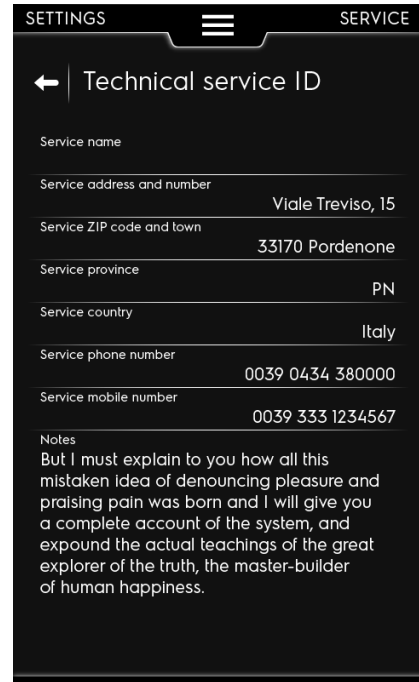 SETTINGS
SERVICE
Technical service ID
Service name
Service address and number
Viale Treviso, 15
Service ZIP code and town
33170 Pordenone
Service province
PN
Service country
Italy
Service phone number
0039 0434 380000
Service mobile number
0039 333 1234567
Notes
But I must explain to you how all this
mistaken idea of denouncing pleasure and
praising pain was born and I will give you
a complete account of the system, and
expound the actual teachings of the great
explorer of the truth, the master-builder
of human happiness.